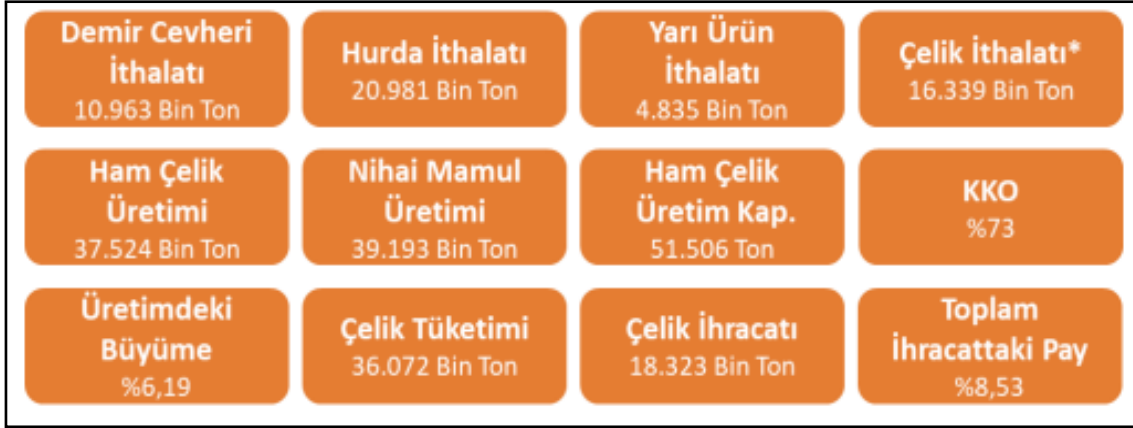 Demir Cevheri
İthalatı
10.963 Bin Ton
Hurda İthalatı
20.981 Bin Ton
Yarı Ürün
İthalatı
4.835 Bin Ton
Çelik İthalatı*
16.339 Bin Ton
Ham Çelik
Üretimi
37.524 Bin Ton
Nihai Mamul
Üretimi
39.193 Bin Ton
Ham Çelik
Üretim Kap.
51.506 Ton
KKO
%73
Üretimdeki
Büyüme
%6,19
Çelik Tüketimi
36.072 Bin Ton
Çelik İhracatı
18.323 Bin Ton
Toplam
İhracattaki Pay
%8,53